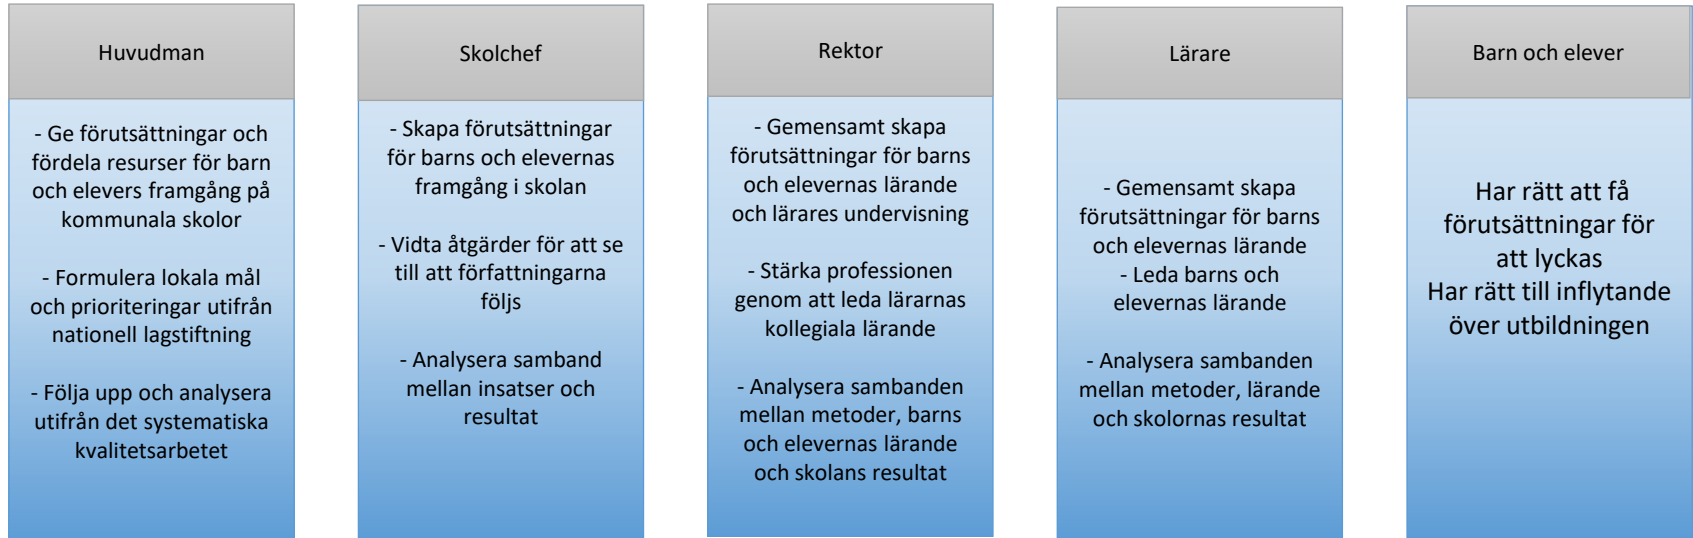 Huvudman
- Ge förutsättningar och
fördela resurser för barn
och elevers framgång på
kommunala skolor
- Formulera lokala mål
och prioriteringar utifrån
nationell lagstiftning
- Följa upp och analysera
utifrån det systematiska
kvalitetsarbetet
Skolchef
- Skapa förutsättningar
för barns och elevernas
framgång i skolan
- Vidta åtgärder för att se
till att författningarna
följs
- Analysera samband
mellan insatser och
resultat
Rektor
- Gemensamt skapa
förutsättningar för barns
och elevernas lärande
och lärares undervisning
- Stärka professionen
genom att leda lärarnas
kollegiala lärande
- Analysera sambanden
mellan metoder, barns
och elevernas lärande
och skolans resultat
Lärare
- Gemensamt skapa
förutsättningar för barns
och elevernas lärande
- Leda barns och
elevernas lärande
- Analysera sambanden
mellan metoder, lärande
och skolornas resultat
Barn och elever
Har rätt att få
förutsättningar för
att lyckas
Har rätt till inflytande
över utbildningen